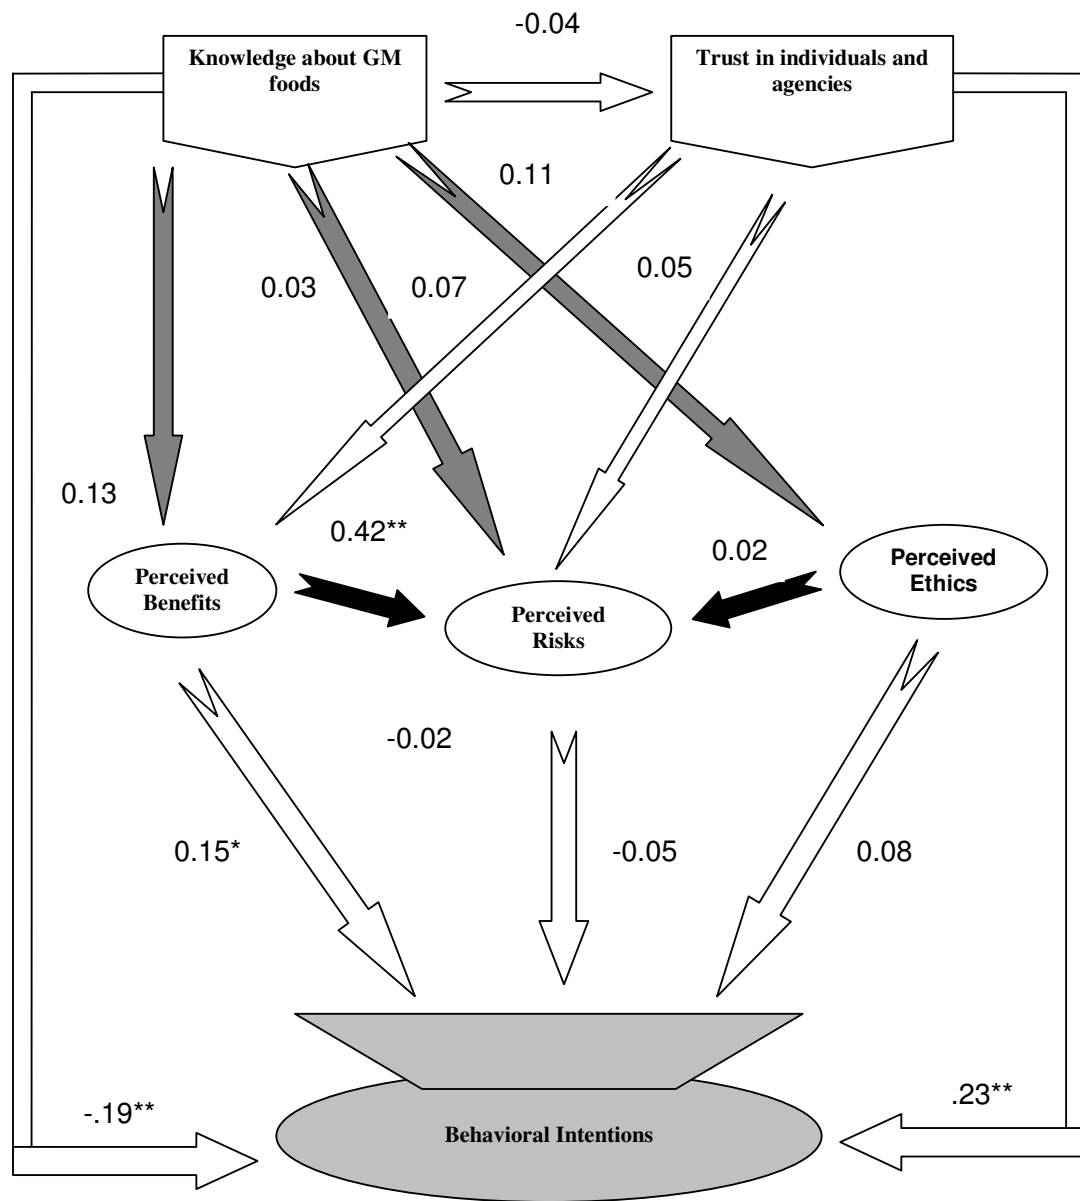 -0.04
Knowledge about GM
foods
Trust in individuals and
agencies
0.11
0.03
0.07
0.05
0.13
0.42**
0.02
Perceived
Benefits
Perceived
Risks
Perceived
Ethics
-0.02
0.15*
-0.05
0.08
-.19**
.23**
Behavioral Intentions